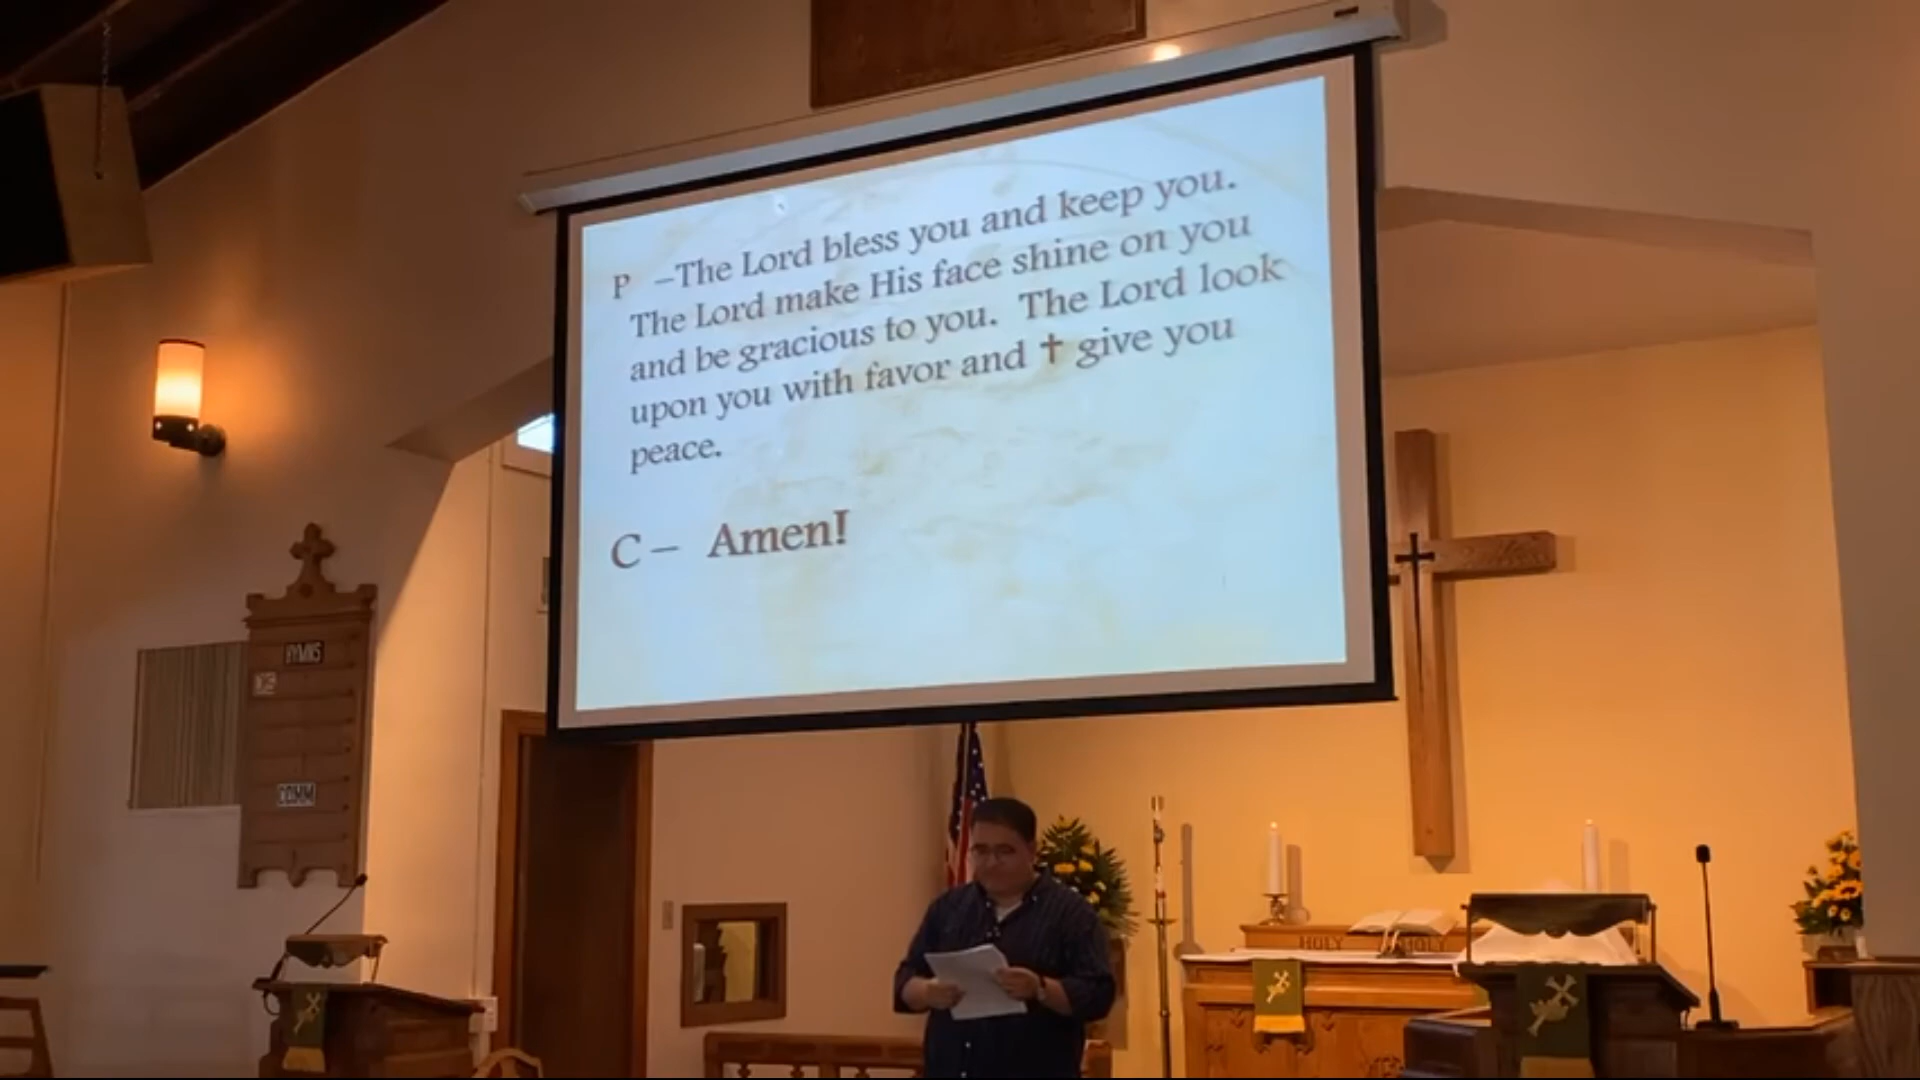 P –The Lord bless you and keep you.
The Lord make His face shine on you
and be gracious to you. The Lord look
upon you with favor and ✝ give you
peace.
C – Amen!
HYMNS
COMM
HOLY HOLY